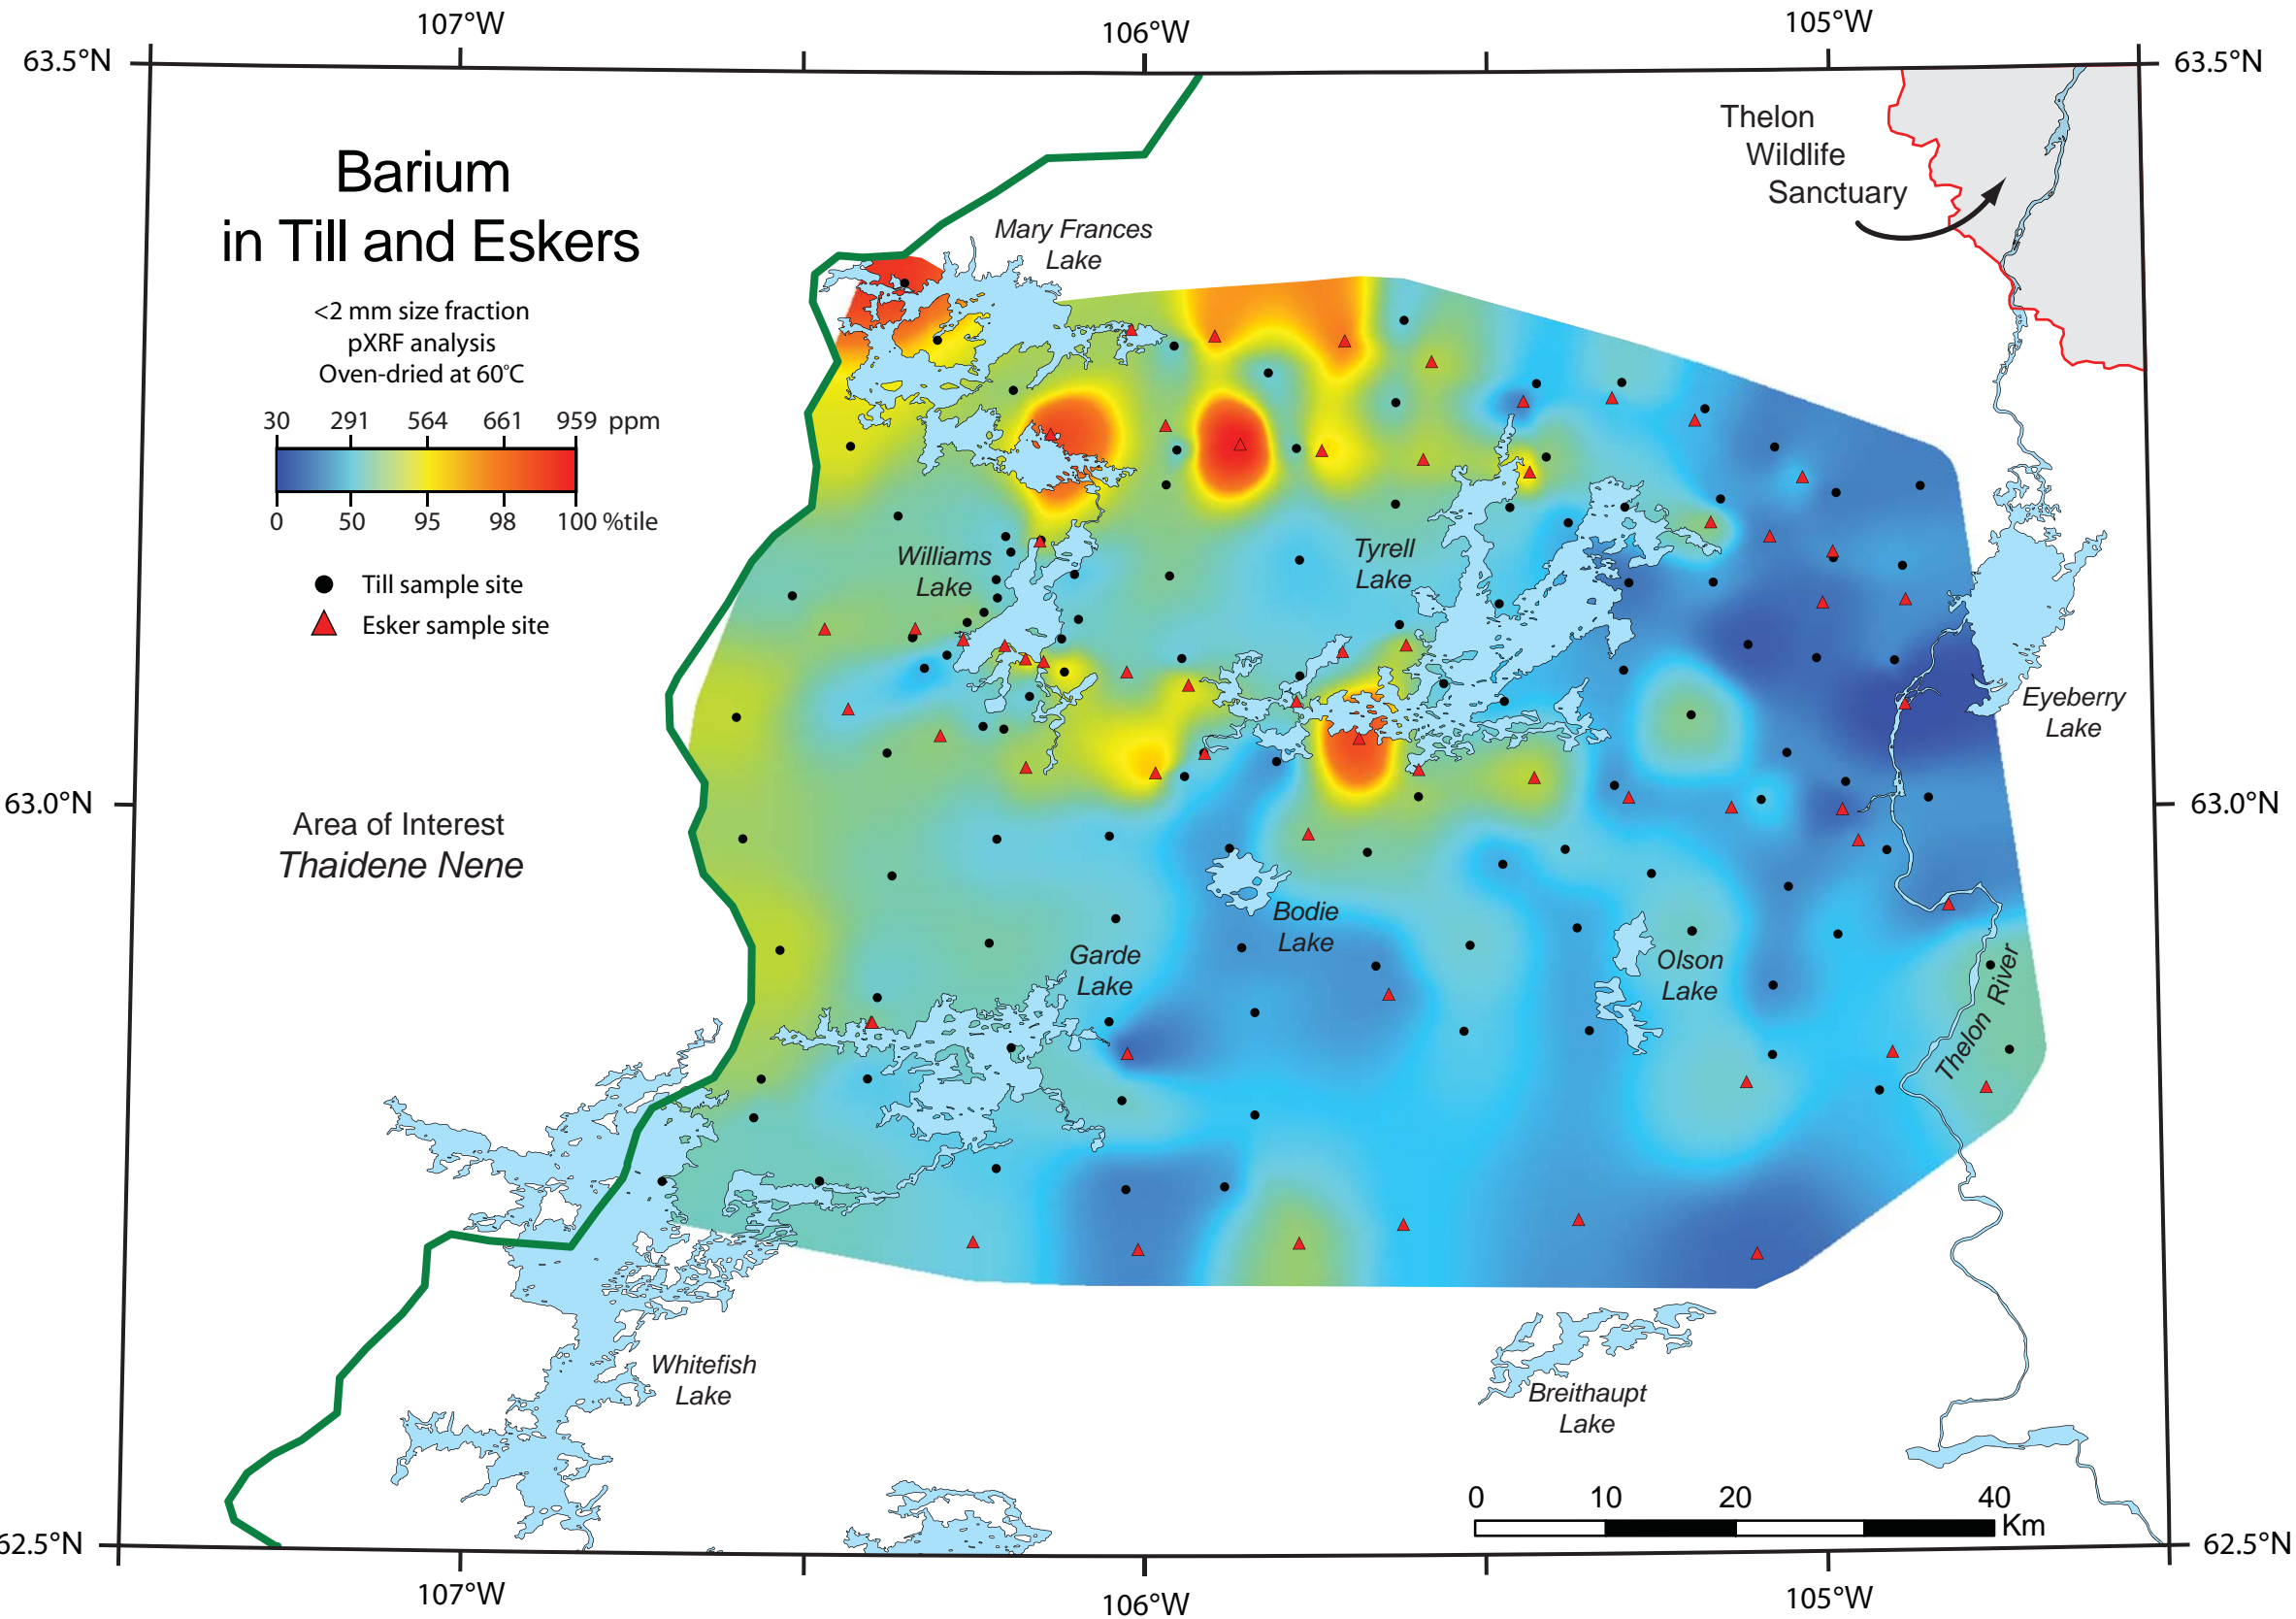 107°W
106°W
105°W
63.5°N
63.5°N
Thelon
Wildlife
Sanctuary
Barium
in Till and Eskers
<2 mm size fraction
pXRF analysis
Oven-dried at 60°C
30 291 564 661 959 ppm
0 50 95 98 100 %tile
Till sample site
Esker sample site
Mary Frances
Lake
Williams
Lake
Tyrell
Lake
Eyeberry
Lake
63.0°N
63.0°N
Area of Interest
Thaidene Nene
Bodie
Lake
Garde
Lake
Olson
Lake
Thelon River
Whitefish
Lake
Breithaupt
Lake
0 10 20 40
Km
62.5°N
62.5°N
107°W
106°W
105°W